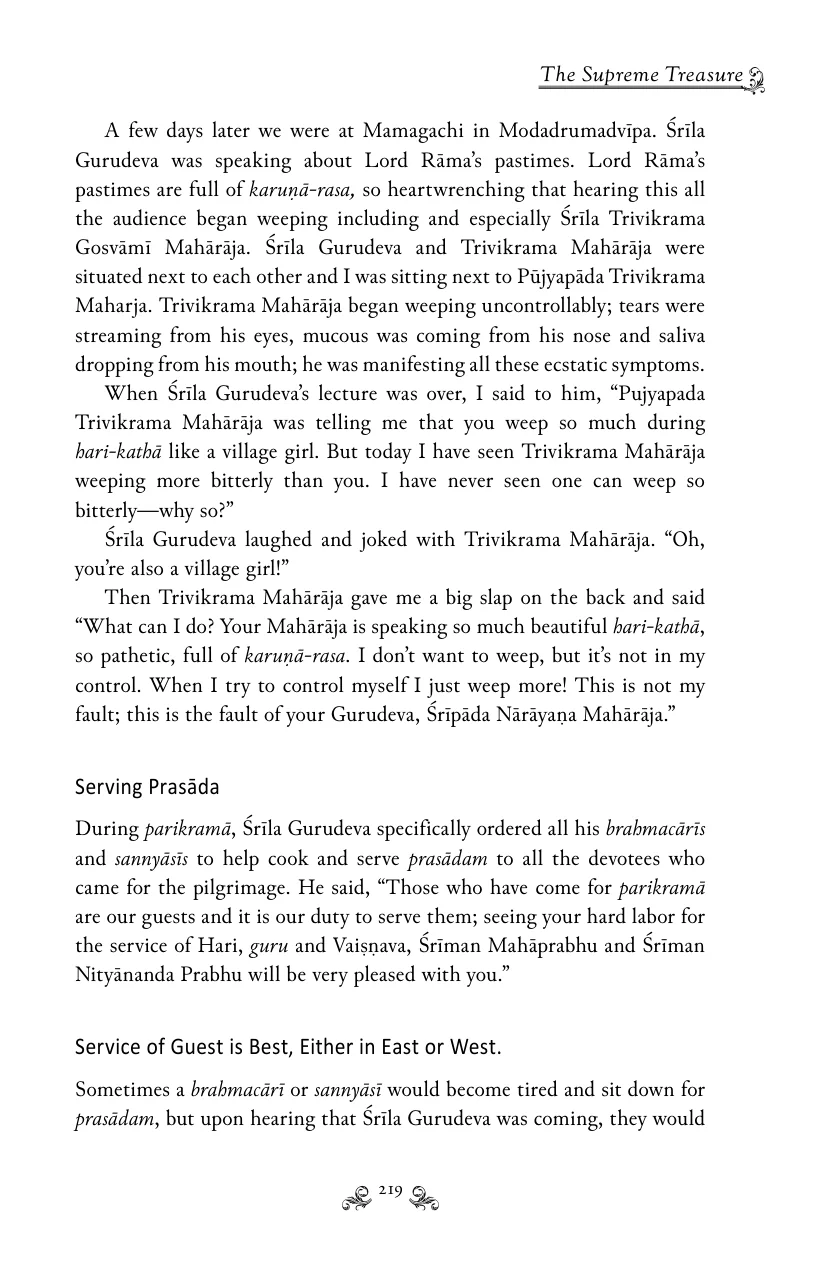 The Supreme Treasure
A few days later we were at Mamagachi in Modadrumadvīpa. Śrīla
Gurudeva was speaking about Lord Rāma’s pastimes. Lord Rāma’s
pastimes are full of karuṇā-rasa, so heartwrenching that hearing this all
the audience began weeping including and especially Śrīla Trivikrama
Gosvāmī Mahārāja. Śrīla Gurudeva and Trivikrama Mahārāja were
situated next to each other and I was sitting next to Pūjyapāda Trivikrama
Maharja. Trivikrama Mahārāja began weeping uncontrollably; tears were
streaming from his eyes, mucous was coming from his nose and saliva
dropping from his mouth; he was manifesting all these ecstatic symptoms.
When Śrīla Gurudeva’s lecture was over, I said to him, “Pujyapada
Trivikrama Mahārāja was telling me that you weep so much during
hari-kathā like a village girl. But today I have seen Trivikrama Mahārāja
weeping more bitterly than you. I have never seen one can weep so
bitterly—why so?”
Śrīla Gurudeva laughed and joked with Trivikrama Mahārāja. “Oh,
you’re also a village girl!”
Then Trivikrama Mahārāja gave me a big slap on the back and said
“What can I do? Your Mahārāja is speaking so much beautiful hari-kathā,
so pathetic, full of karuṇā-rasa. I don’t want to weep, but it’s not in my
control. When I try to control myself I just weep more! This is not my
fault; this is the fault of your Gurudeva, Śrīpāda Nārāyaṇa Mahārāja.”
Serving Prasāda
During parikramā, Śrīla Gurudeva specifically ordered all his brahmacārīs
and sannyāsīs to help cook and serve prasādam to all the devotees who
came for the pilgrimage. He said, “Those who have come for parikramā
are our guests and it is our duty to serve them; seeing your hard labor for
the service of Hari, guru and Vaiṣṇava, Śrīman Mahāprabhu and Śrīman
Nityānanda Prabhu will be very pleased with you.”
Service of Guest is Best, Either in East or West.
Sometimes a brahmacārī or sannyāsī would become tired and sit down for
prasādam, but upon hearing that Śrīla Gurudeva was coming, they would
219